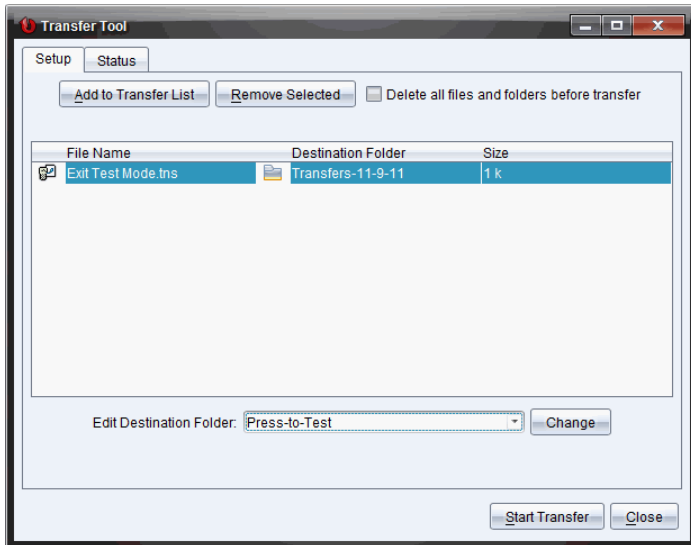 Transfer Tool
Setup Status
Add to Transfer List Remove Selected Delete all files and folders before transfer
File Name Destination Folder Size
Exit Test Mode.tns Transfers-11-9-11 1 k
Edit Destination Folder: Press-to-Test Change
Start Transfer Close